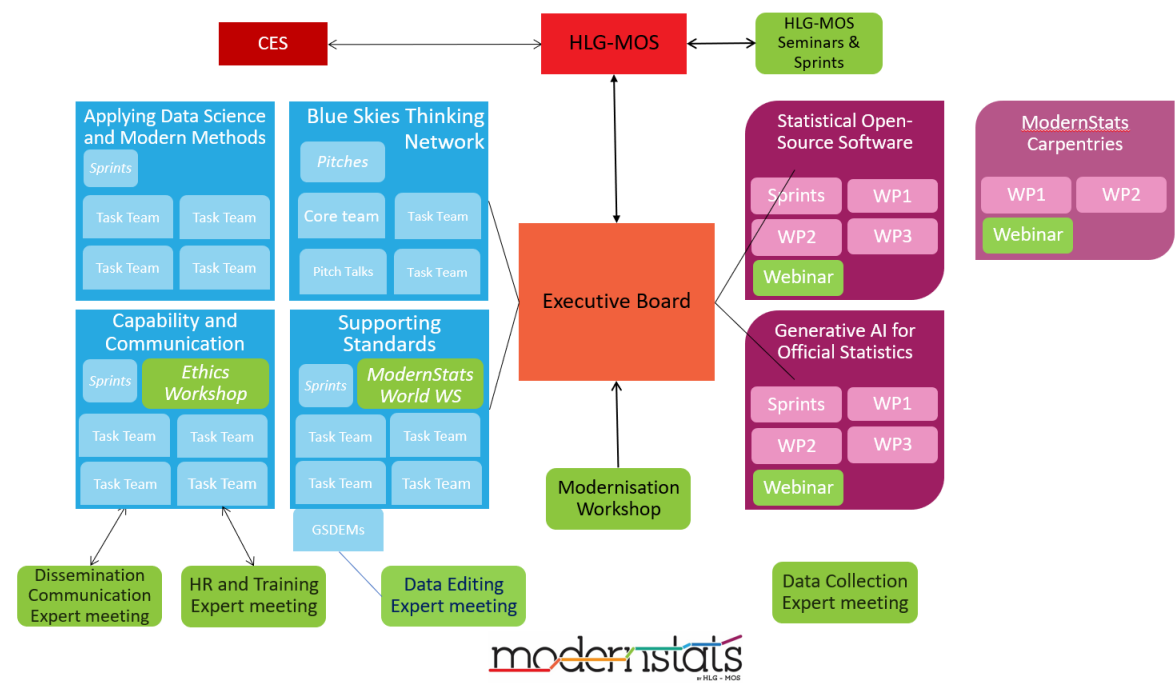 CES
HLG-MOS
HLG-MOS
Seminars &
Sprints
Applying Data Science
and Modern Methods
Sprints
Task Team
Task Team
Task Team
Task Team
Blue Skies Thinking
Network
Pitches
Core team
Task Team
Pitch Talks
Task Team
Capability and
Communication
Sprints
Ethics
Workshop
Task Team
Task Team
Task Team
Task Team
Supporting
Standards
Sprints
ModernStats
World WS
Task Team
Task Team
Task Team
Task Team
GSDEMs
Executive Board
Modernisation
Workshop
Statistical Open-
Source Software
Sprints
WP1
WP2
WP3
Webinar
ModernStats
Carpentries
WP1
WP2
Webinar
Generative AI for
Official Statistics
Sprints
WP1
WP2
WP3
Webinar
Dissemination
Communication
Expert meeting
HR and Training
Expert meeting
Data Editing
Expert meeting
Data Collection
Expert meeting
modernstats
BY HLG - MOS